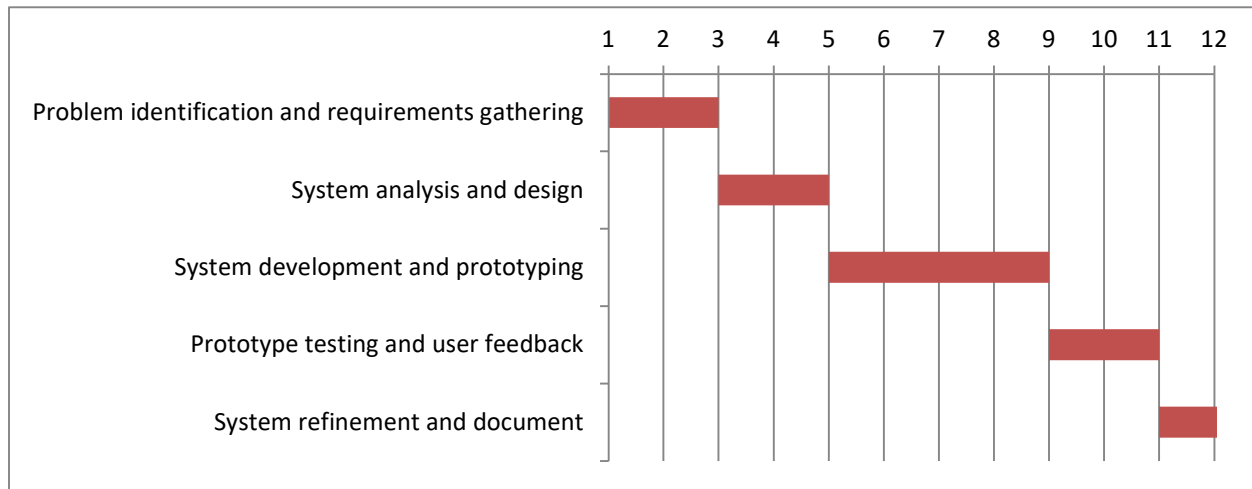 1 2 3 4 5 6 7 8 9 10 11 12
Problem identification and requirements gathering
System analysis and design
System development and prototyping
Prototype testing and user feedback
System refinement and document